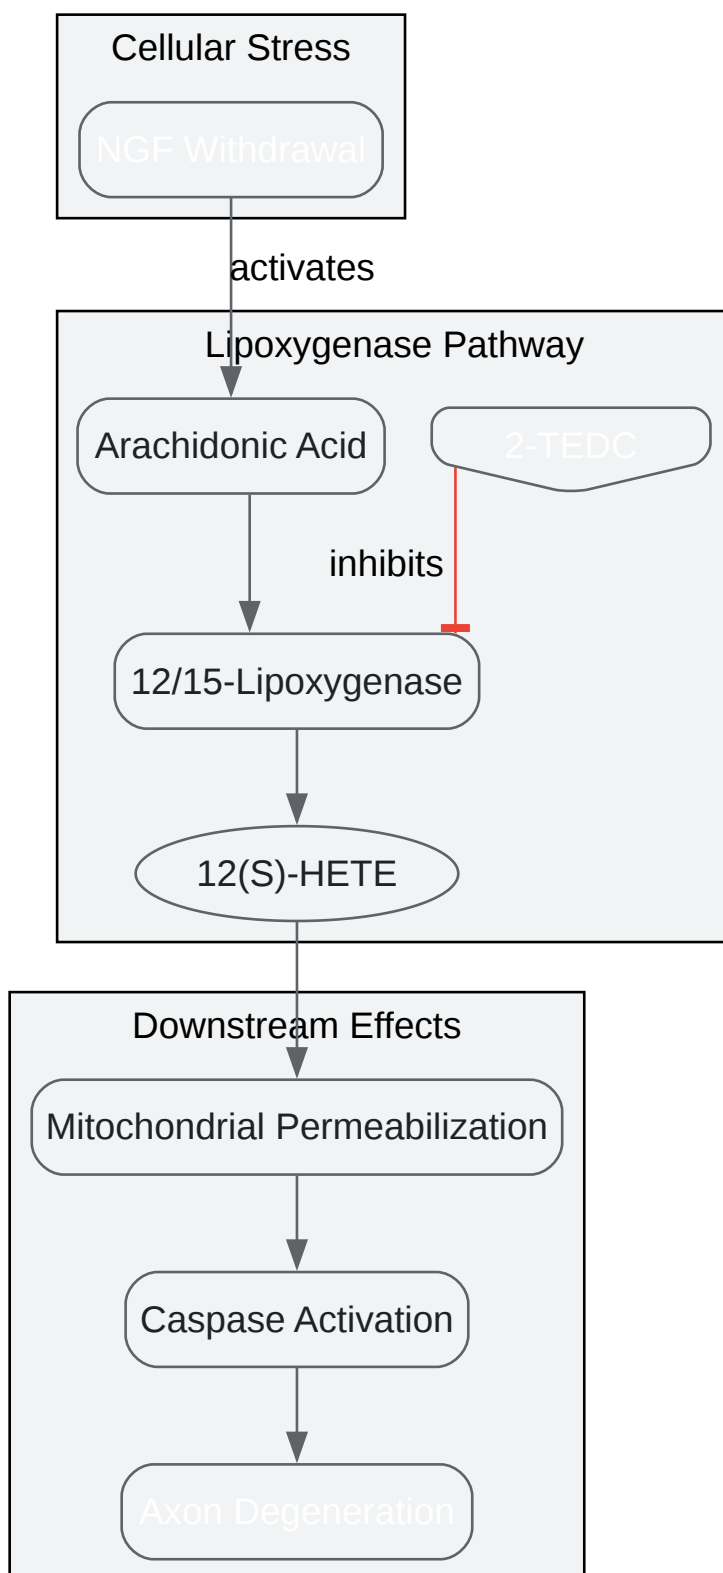 Cellular Stress
NGF Withdrawal
activates
Lipoxygenase Pathway
Arachidonic Acid
2-TEDC
inhibits
12/15-Lipoxygenase
12(S)-HETE
Downstream Effects
Mitochondrial Permeabilization
Caspase Activation
Axon Degeneration